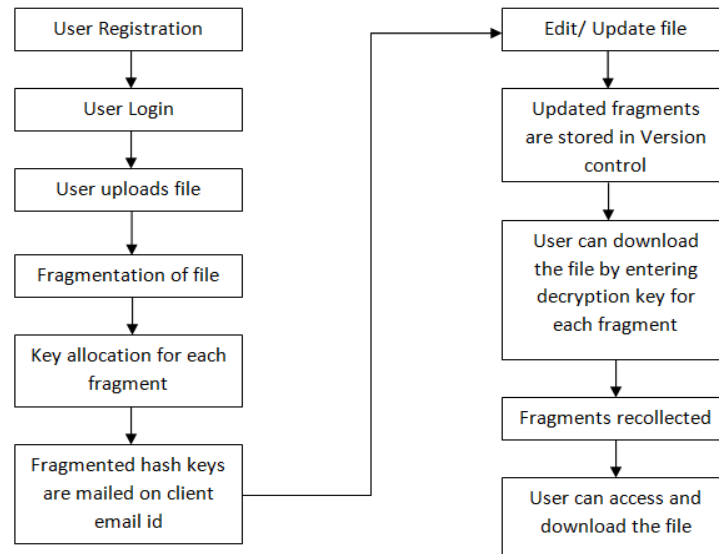 User Registration
User Login
User uploads file
Fragmentation of file
Key allocation for each
fragment
Fragmented hash keys
are mailed on client
email id
Edit/ Update file
Updated fragments
are stored in Version
control
User can download
the file by entering
decryption key for
each fragment
Fragments recollected
User can access and
download the file